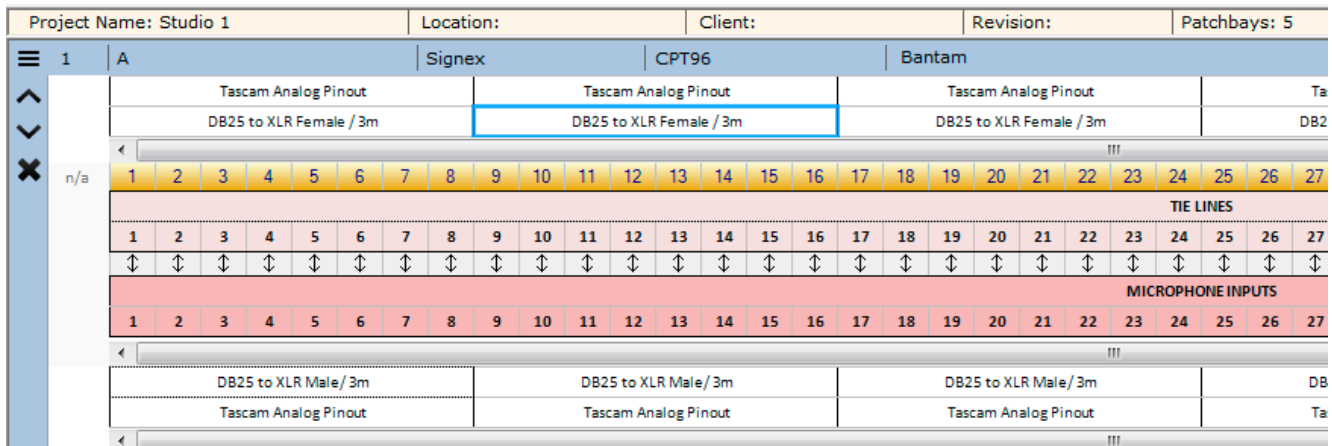 Project Name: Studio 1 Location: Client: Revision: Patchbays: 5
1 A Signex CPT96 Bantam
Tascam Analog Pinout Tascam Analog Pinout Tascam Analog Pinout Ta
DB25 to XLR Female / 3m DB25 to XLR Female / 3m DB25 to XLR Female / 3m DB2
n/a 1 2 3 4 5 6 7 8 9 10 11 12 13 14 15 16 17 18 19 20 21 22 23 24 25 26 27
TIE LINES
1 2 3 4 5 6 7 8 9 10 11 12 13 14 15 16 17 18 19 20 21 22 23 24 25 26 27
MICROPHONE INPUTS
1 2 3 4 5 6 7 8 9 10 11 12 13 14 15 16 17 18 19 20 21 22 23 24 25 26 27
DB25 to XLR Male/ 3m DB25 to XLR Male/ 3m DB25 to XLR Male/ 3m DB
Tascam Analog Pinout Tascam Analog Pinout Tascam Analog Pinout Ta